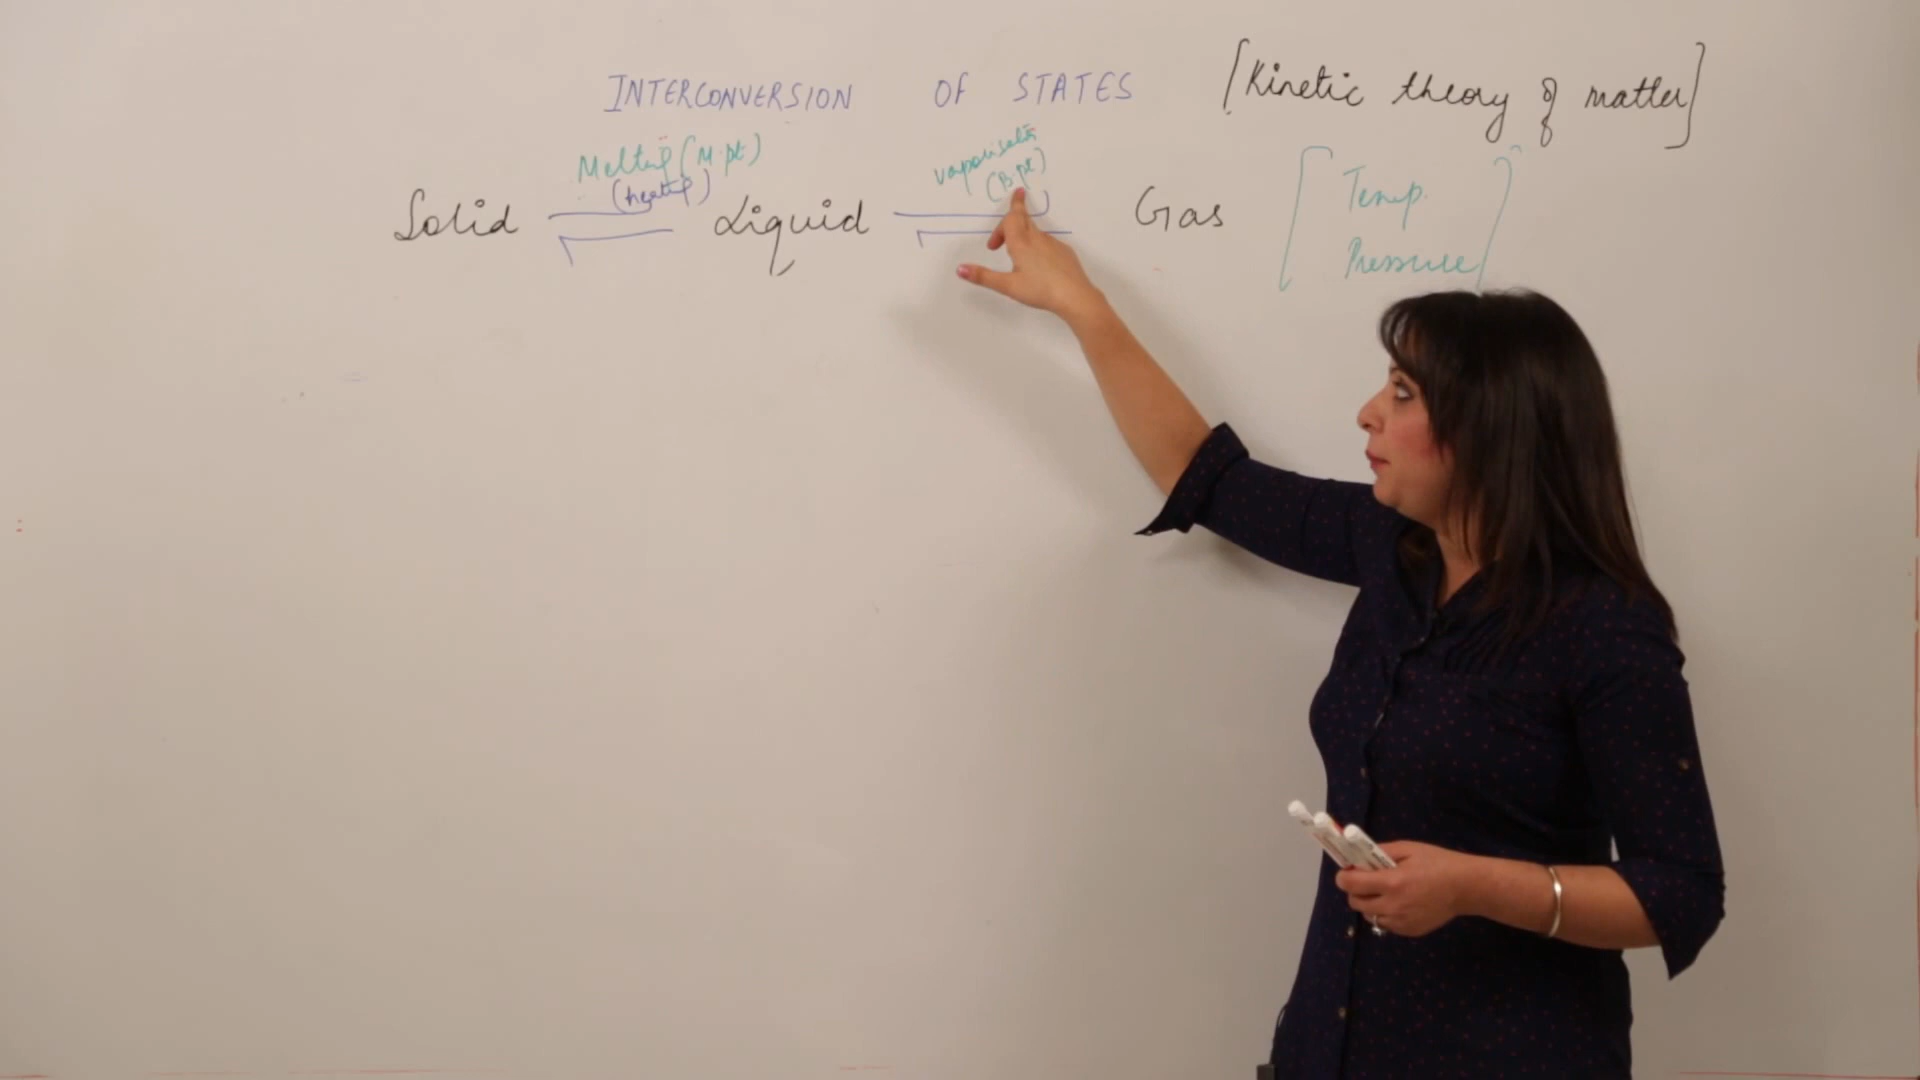 INTERCONVERSION OF STATES [Kinetic theory of matter]
Melting (M.pt)
(heating)
vaporisation
(B.pt)
Solid Liquid Gas
[Temp.
Pressure]